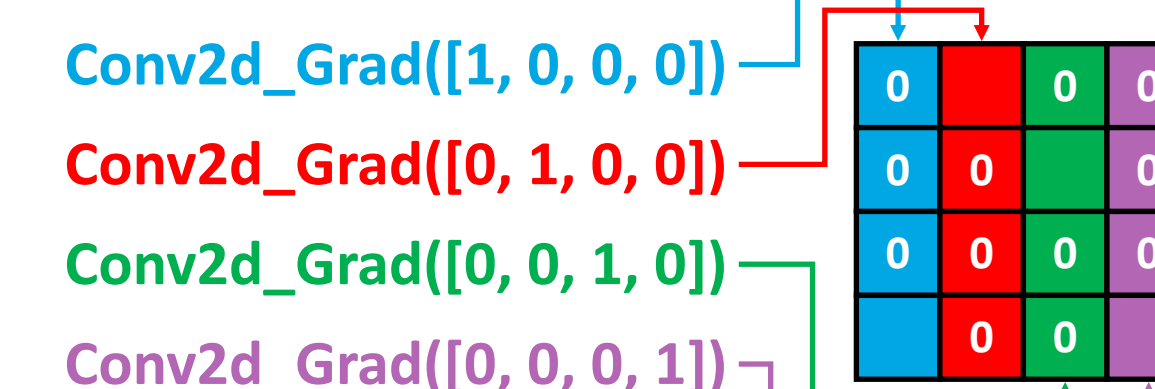 Conv2d_Grad([1, 0, 0, 0])
Conv2d_Grad([0, 1, 0, 0])
Conv2d_Grad([0, 0, 1, 0])
Conv2d_Grad([0, 0, 0, 1])
0 0 0
0 0 0
0 0 0 0
0 0